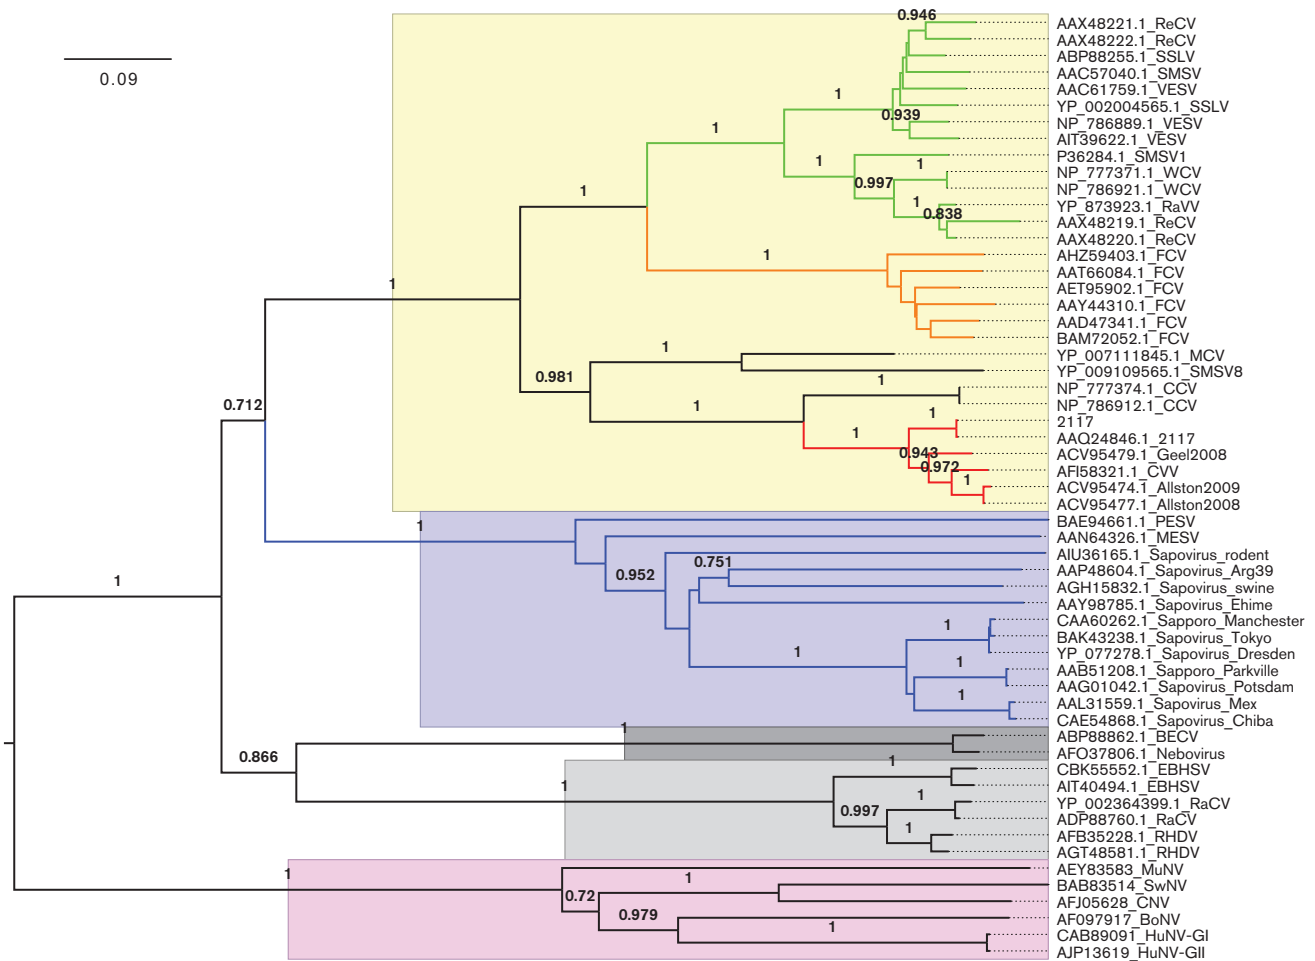 0.946
AAX48221.1_ReCV
AAX48222.1_ReCV
ABP88255.1_SSLV
0.09
AAC57040.1_SMSV
1
AAC61759.1_VESV
YP_002004565.1_SSLV
0.939
NP_786889.1_VESV
1
AIT39622.1_VESV
P36284.1_SMSV1
1
1
NP_777371.1_WCV
0.997
NP_786921.1_WCV
1
1
YP_873923.1_RaVV
0.838
AAX48219.1_ReCV
AAX48220.1_ReCV
1
AHZ59403.1_FCV
AAT66084.1_FCV
1
AET95902.1_FCV
AAY44310.1_FCV
AAD47341.1_FCV
BAM72052.1_FCV
1
YP_007111845.1_MCV
YP_009109565.1_SMSV8
0.981
1
NP_777374.1_CCV
0.712
1
NP_786912.1_CCV
1
2117
1
AAQ24846.1_2117
0.943
ACV95479.1_Geel2008
0.972
AFI58321.1_CVV
1
ACV95474.1_Allston2009
ACV95477.1_Allston2008
1
BAE94661.1_PESV
AAN64326.1_MESV
AIU36165.1_Sapovirus_rodent
0.751
0.952
AAP48604.1_Sapovirus_Arg39
1
AGH15832.1_Sapovirus_swine
AAY98785.1_Sapovirus_Ehime
1
CAA60262.1_Sapporo_Manchester
BAK43238.1_Sapovirus_Tokyo
1
YP_077278.1_Sapovirus_Dresden
1
AAB51208.1_Sapporo_Parkville
AAG01042.1_Sapovirus_Potsdam
1
AAL31559.1_Sapovirus_Mex
CAE54868.1_Sapovirus_Chiba
1
ABP88862.1_BECV
0.866
AFO37806.1_Nebovirus
1
CBK55552.1_EBHSV
1
AIT40494.1_EBHSV
1
YP_002364399.1_RaCV
0.997
ADP88760.1_RaCV
1
AFB35228.1_RHDV
AGT48581.1_RHDV
1
AEY83583_MuNV
1
BAB83514_SwNV
0.72
AFJ05628_CNV
0.979
AF097917_BoNV
1
CAB89091_HuNV-GI
AJP13619_HuNV-GII